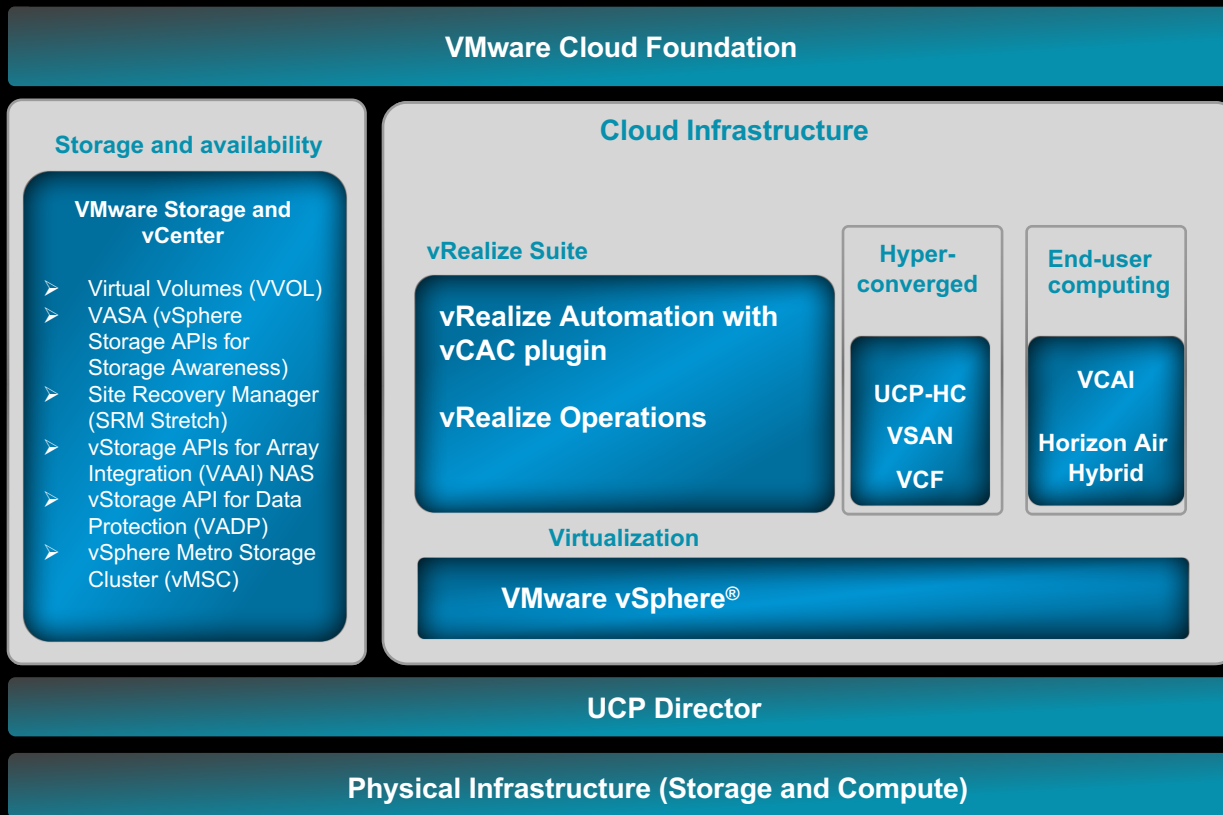 VMware Cloud Foundation
Storage and availability
VMware Storage and
vCenter
➢ Virtual Volumes (VVOL)
➢ VASA (vSphere
Storage APIs for
Storage Awareness)
➢ Site Recovery Manager
(SRM Stretch)
➢ vStorage APIs for Array
Integration (VAAI) NAS
➢ vStorage API for Data
Protection (VADP)
➢ vSphere Metro Storage
Cluster (vMSC)
Cloud Infrastructure
vRealize Suite
vRealize Automation with
vCAC plugin
vRealize Operations
Hyper-
converged
UCP-HC
VSAN
VCF
End-user
computing
VCAI
Horizon Air
Hybrid
Virtualization
VMware vSphere®
UCP Director
Physical Infrastructure (Storage and Compute)